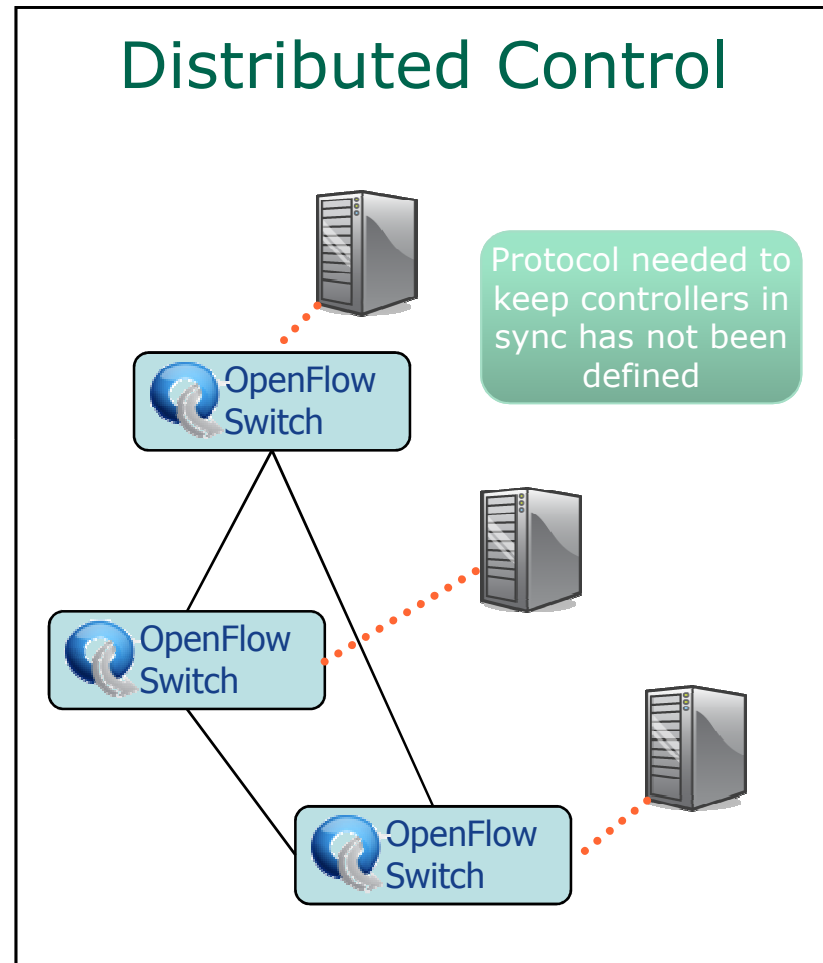 Distributed Control
Protocol needed to
keep controllers in
sync has not been
defined
OpenFlow
Switch
OpenFlow
Switch
OpenFlow
Switch